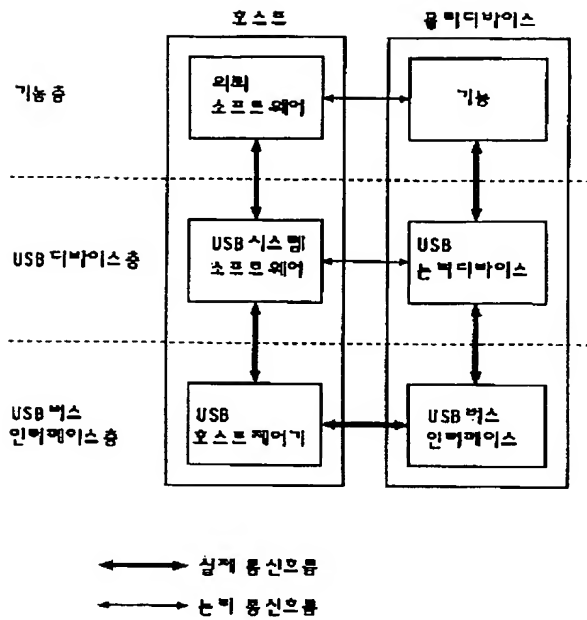 호스트
물리디바이스
기능 층
의뢰
소프트웨어
기능
USB 디바이스 층
USB 시스템
소프트웨어
USB
논리디바이스
USB 버스
인터페이스 층
USB
호스트제어기
USB 버스
인터페이스
실제 통신흐름
논리 통신흐름